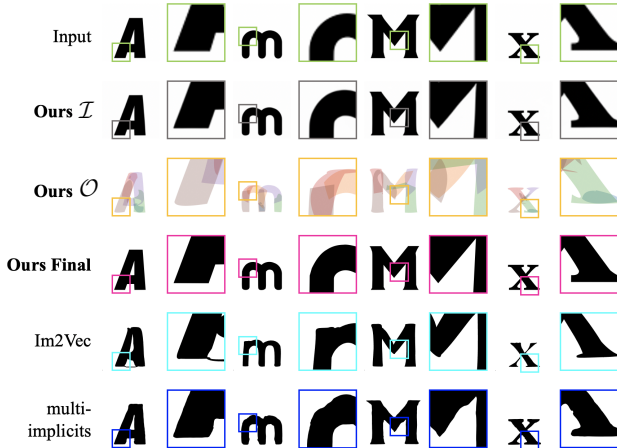 Input A m M x
Ours I A m M x
Ours O A m M x
Ours Final A m M x
Im2Vec A m M x
multi-
implicits A m M x